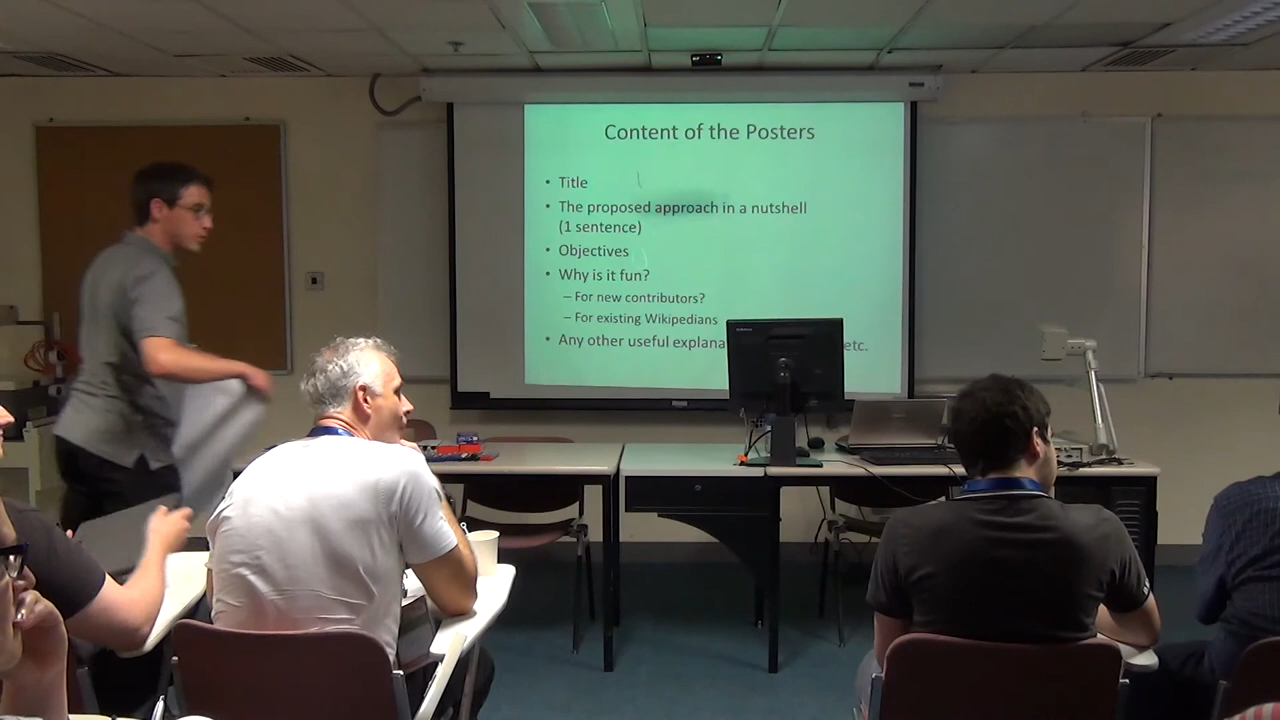 Content of the Posters
• Title
• The proposed approach in a nutshell
(1 sentence)
• Objectives
• Why is it fun?
– For new contributors?
– For existing Wikipedians
• Any other useful explana etc.